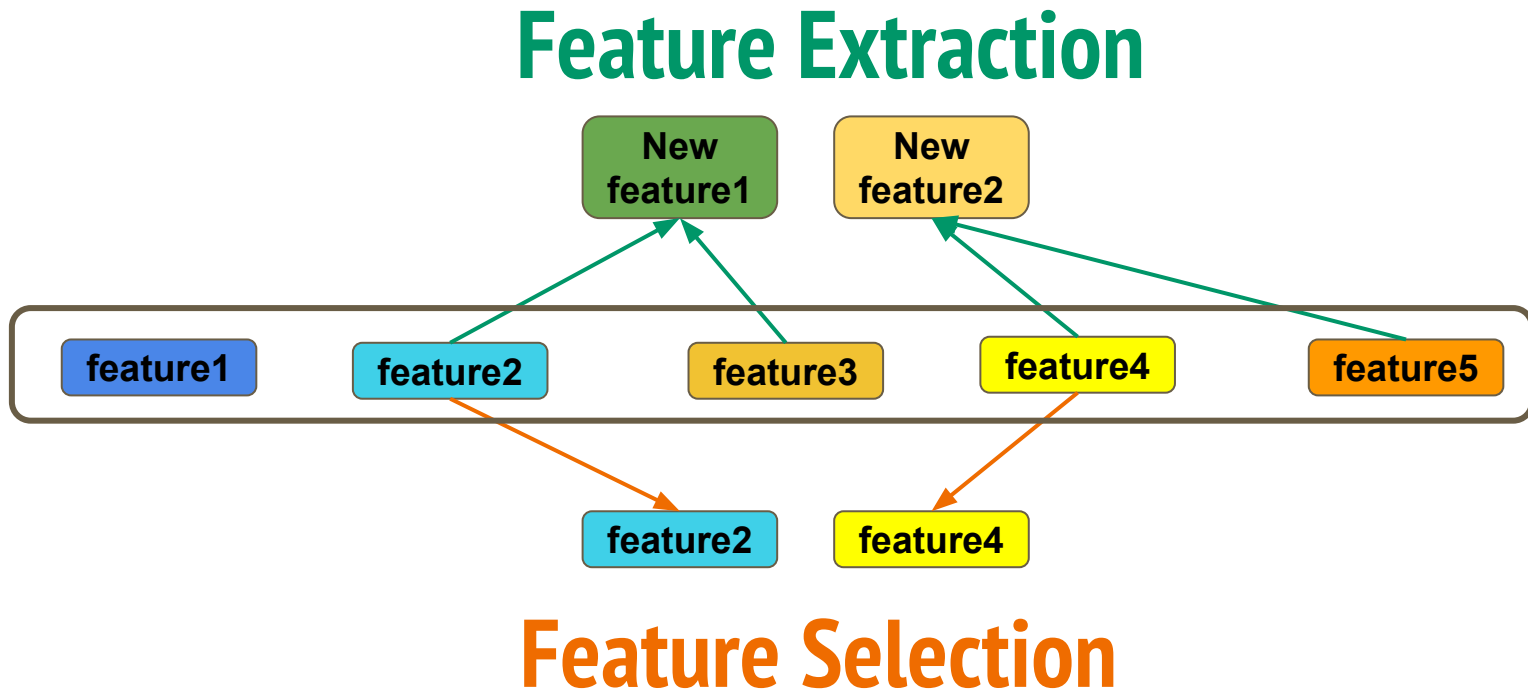 Feature Extraction
New
feature1
New
feature2
feature1
feature2
feature3
feature4
feature5
feature2
feature4
Feature Selection